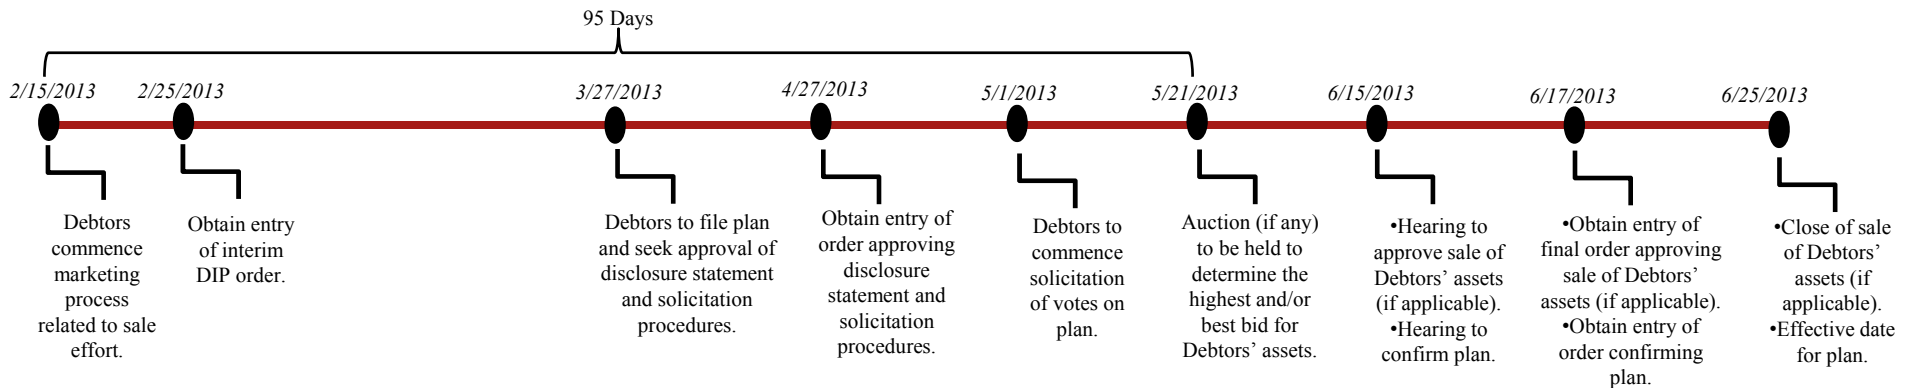 95 Days
2/15/2013
2/25/2013
3/27/2013
4/27/2013
5/1/2013
5/21/2013
6/15/2013
6/17/2013
6/25/2013
Debtors
commence
marketing
process
related to sale
effort.
Obtain entry
of interim
DIP order.
Debtors to file plan
and seek approval of
disclosure statement
and solicitation
procedures.
Obtain entry of
order approving
disclosure
statement and
solicitation
procedures.
Debtors to
commence
solicitation
of votes on
plan.
Auction (if any)
to be held to
determine the
highest and/or
best bid for
Debtors’ assets.
•Hearing to
approve sale of
Debtors’ assets
(if applicable).
•Hearing to
confirm plan.
•Obtain entry of
final order approving
sale of Debtors’
assets (if applicable).
•Obtain entry of
order confirming
plan.
•Close of sale
of Debtors’
assets (if
applicable).
•Effective date
for plan.